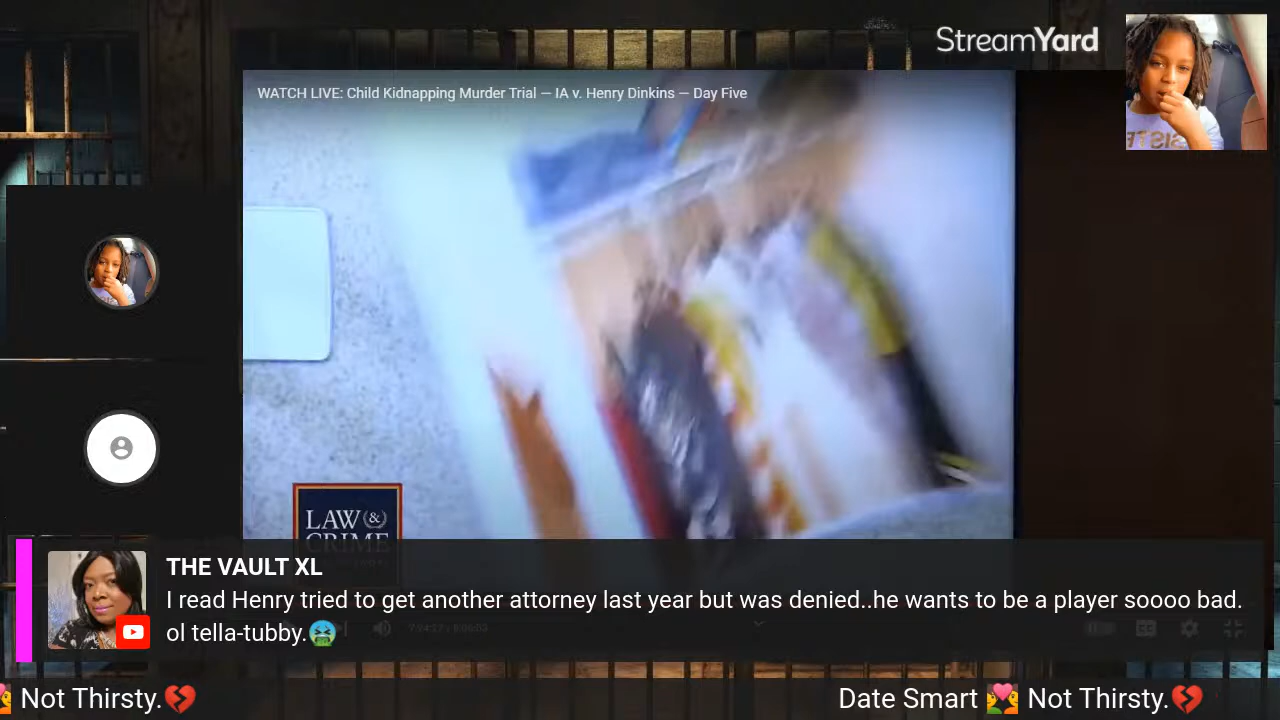 StreamYard
WATCH LIVE: Child Kidnapping Murder Trial — IA v. Henry Dinkins — Day Five
LAW &
CRIME
THE VAULT XL
I read Henry tried to get another attorney last year but was denied..he wants to be a player soooo bad.
ol tella-tubby.🤮
Not Thirsty.💔 Date Smart 💑 Not Thirsty.💔